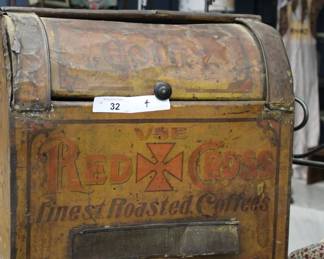 32
USE
RED CROSS
Finest Roasted Coffees